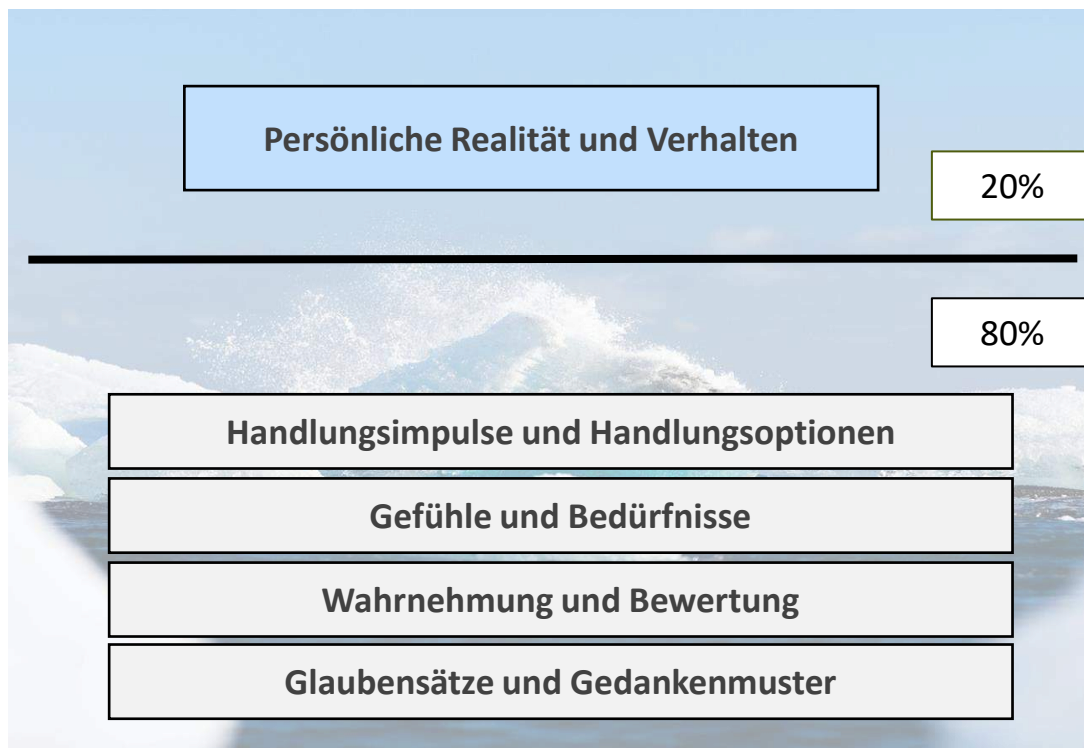 Persönliche Realität und Verhalten
20%
80%
Handlungsimpulse und Handlungsoptionen
Gefühle und Bedürfnisse
Wahrnehmung und Bewertung
Glaubensätze und Gedankenmuster